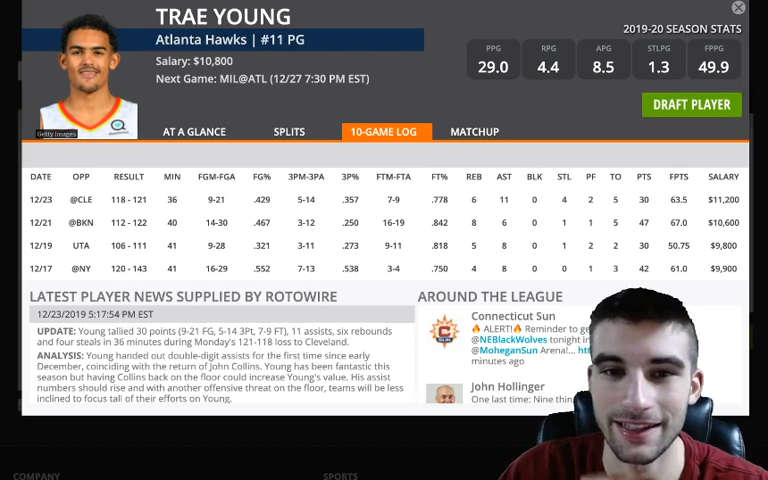 TRAE YOUNG
Atlanta Hawks | #11 PG
Salary: $10,800
Next Game: MIL@ATL (12/27 7:30 PM EST)
Getty Images
2019-20 SEASON STATS
PPG RPG APG STLPG FPPG
29.0 4.4 8.5 1.3 49.9
DRAFT PLAYER
AT A GLANCE SPLITS 10-GAME LOG MATCHUP
DATE OPP RESULT MIN FGM-FGA FG% 3PM-3PA 3P% FTM-FTA FT% REB AST BLK STL PF TO PTS FPTS SALARY
12/23 @CLE 118 - 121 36 9-21 .429 5-14 .357 7-9 .778 6 11 0 4 2 5 30 63.5 $11,200
12/21 @BKN 112 - 122 40 14-30 .467 3-12 .250 16-19 .842 8 6 0 1 1 5 47 67.0 $10,600
12/19 UTA 106 - 111 41 9-28 .321 3-11 .273 9-11 .818 5 8 0 1 2 2 30 50.75 $9,800
12/17 @NY 120 - 143 41 16-29 .552 7-13 .538 3-4 .750 4 8 0 0 1 3 42 61.0 $9,900
LATEST PLAYER NEWS SUPPLIED BY ROTOWIRE
12/23/2019 5:17:54 PM EST
UPDATE: Young tallied 30 points (9-21 FG, 5-14 3Pt, 7-9 FT), 11 assists, six rebounds
and four steals in 36 minutes during Monday's 121-118 loss to Cleveland.
ANALYSIS: Young handed out double-digit assists for the first time since early
December, coinciding with the return of John Collins. Young has been fantastic this
season but having Collins back on the floor could increase Young's value. His assist
numbers should rise and with another offensive threat on the floor, teams will be less
inclined to focus tall of their efforts on Young.
AROUND THE LEAGUE
Connecticut Sun
🔥 ALERT!🔥 Reminder to ge
@NEBlackWolves tonight in
@MoheganSun Arena!... ht
minutes ago
John Hollinger
One last time: Nine thin
COMPANY SPORTS